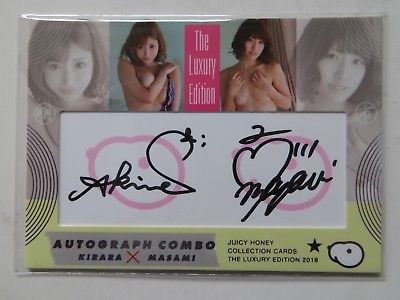 The
Luxury
Edition
AUTOGRAPH COMBO
KIRARA × MASAMI
JUICY HONEY
COLLECTION CARDS
THE LUXURY EDITION 2018